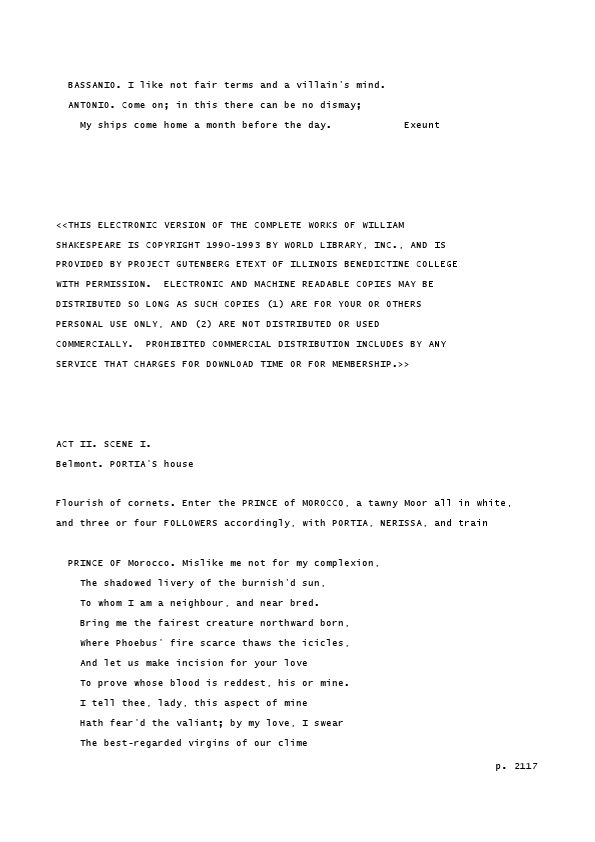 BASSANIO. I like not fair terms and a villain's mind.
ANTONIO. Come on; in this there can be no dismay;
My ships come home a month before the day. Exeunt
<<THIS ELECTRONIC VERSION OF THE COMPLETE WORKS OF WILLIAM
SHAKESPEARE IS COPYRIGHT 1990-1993 BY WORLD LIBRARY, INC., AND IS
PROVIDED BY PROJECT GUTENBERG ETEXT OF ILLINOIS BENEDICTINE COLLEGE
WITH PERMISSION. ELECTRONIC AND MACHINE READABLE COPIES MAY BE
DISTRIBUTED SO LONG AS SUCH COPIES (1) ARE FOR YOUR OR OTHERS
PERSONAL USE ONLY, AND (2) ARE NOT DISTRIBUTED OR USED
COMMERCIALLY. PROHIBITED COMMERCIAL DISTRIBUTION INCLUDES BY ANY
SERVICE THAT CHARGES FOR DOWNLOAD TIME OR FOR MEMBERSHIP.>>
ACT II. SCENE I.
Belmont. PORTIA'S house
Flourish of cornets. Enter the PRINCE of MOROCCO, a tawny Moor all in white,
and three or four FOLLOWERS accordingly, with PORTIA, NERISSA, and train
PRINCE OF Morocco. Mislike me not for my complexion,
The shadowed livery of the burnish'd sun,
To whom I am a neighbour, and near bred.
Bring me the fairest creature northward born,
Where Phoebus' fire scarce thaws the icicles,
And let us make incision for your love
To prove whose blood is reddest, his or mine.
I tell thee, lady, this aspect of mine
Hath fear'd the valiant; by my love, I swear
The best-regarded virgins of our clime
p. 2117